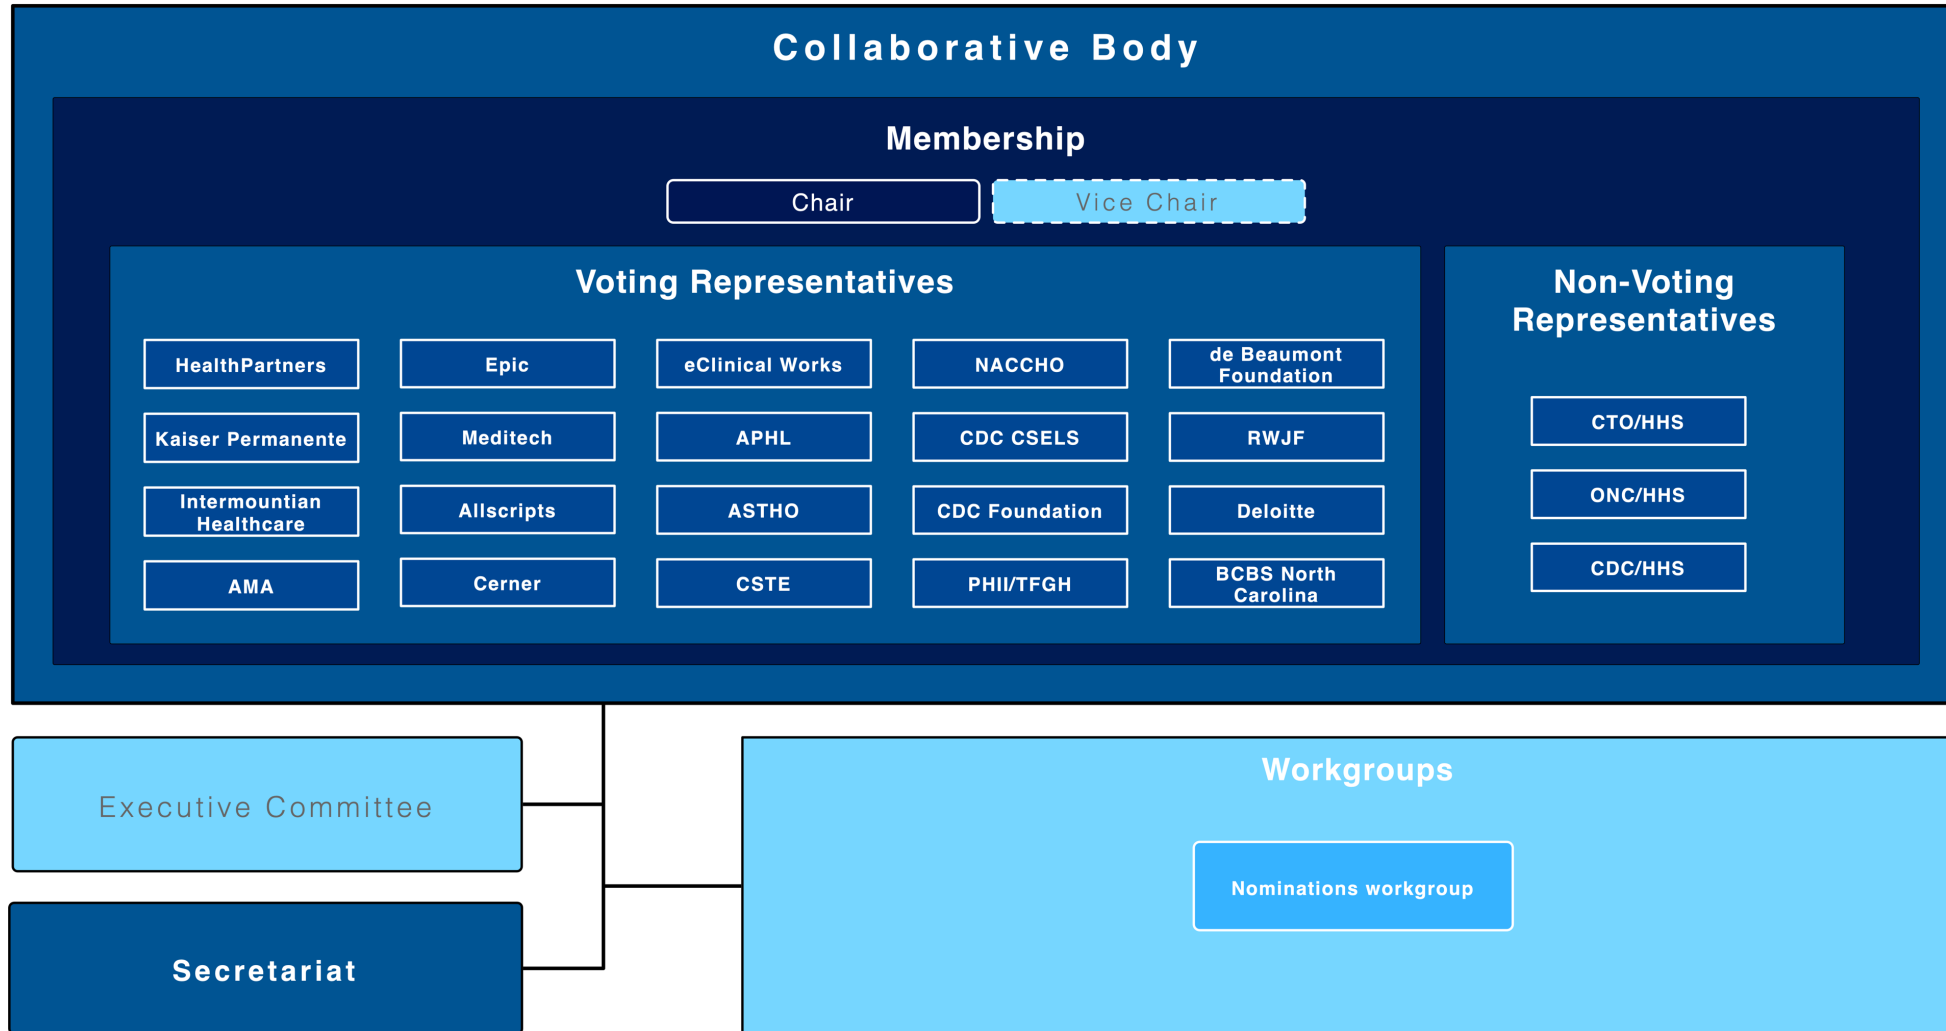 Collaborative Body
Membership
Chair
Vice Chair
Voting Representatives
HealthPartners
Epic
eClinical Works
NACCHO
de Beaumont
Foundation
Kaiser Permanente
Meditech
APHL
CDC CSELS
RWJF
Intermountian
Healthcare
Allscripts
ASTHO
CDC Foundation
Deloitte
AMA
Cerner
CSTE
PHII/TFGH
BCBS North
Carolina
Non-Voting
Representatives
CTO/HHS
ONC/HHS
CDC/HHS
Executive Committee
Secretariat
Workgroups
Nominations workgroup